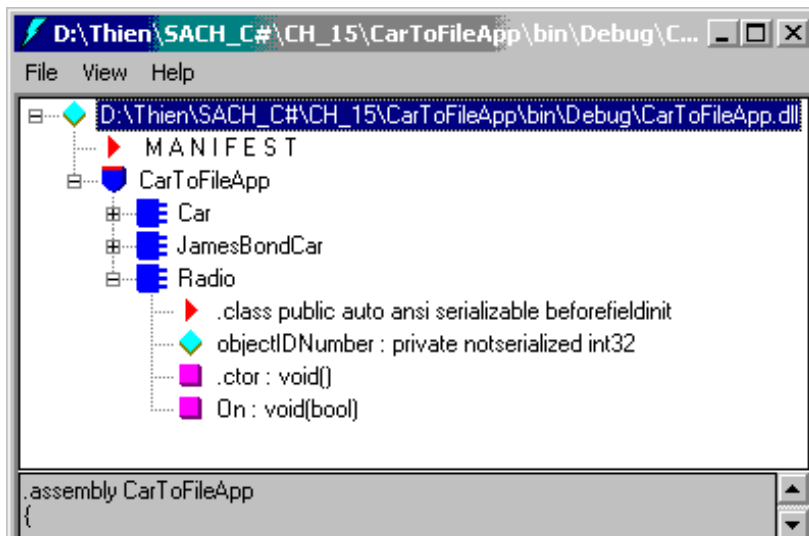 D:\Thien\SACH_C#\CH_15\CarToFileApp\bin\Debug\C...
File View Help
D:\Thien\SACH_C#\CH_15\CarToFileApp\bin\Debug\CarToFileApp.dll
M A N I F E S T
CarToFileApp
Car
JamesBondCar
Radio
.class public auto ansi serializable beforefieldinit
objectIDNumber : private notserialized int32
.ctor : void()
On : void(bool)
.assembly CarToFileApp
{